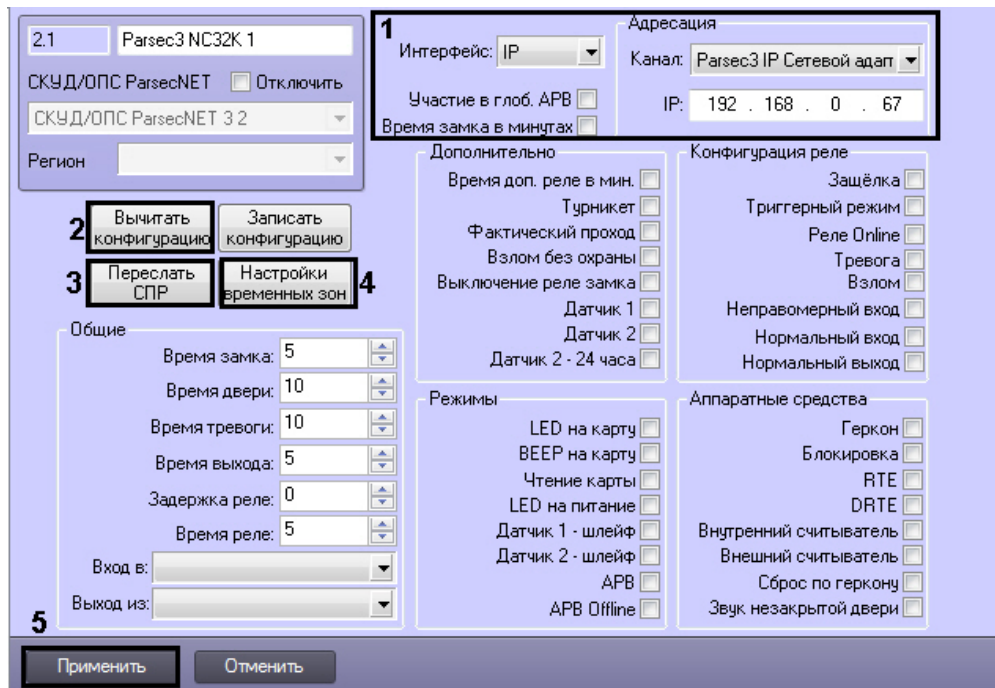 2.1 Parsec3 NC32K 1
СКУД/ОПС ParsecNET Отключить
СКУД/ОПС ParsecNET 3 2
Регион
1
Интерфейс: IP
Участие в глоб. APB
Время замка в минутах
Адресация
Канал: Parsec3 IP Сетевой адап
IP: 192 . 168 . 0 . 67
2 Вычитать конфигурацию
Записать конфигурацию
3 Переслать СПР
Настройки временных зон 4
Общие
Время замка: 5
Время двери: 10
Время тревоги: 10
Время выхода: 5
Задержка реле: 0
Время реле: 5
Вход в:
Выход из:
Дополнительно
Время доп. реле в мин.
Турникет
Фактический проход
Взлом без охраны
Выключение реле замка
Датчик 1
Датчик 2
Датчик 2 - 24 часа
Конфигурация реле
Защёлка
Триггерный режим
Реле Online
Тревога
Взлом
Неправомерный вход
Нормальный вход
Нормальный выход
Режимы
LED на карту
BEEP на карту
Чтение карты
LED на питание
Датчик 1 - шлейф
Датчик 2 - шлейф
APB
APB Offline
Аппаратные средства
Геркон
Блокировка
RTE
DRTE
Внутренний считыватель
Внешний считыватель
Сброс по геркону
Звук незакрытой двери
5
Применить Отменить